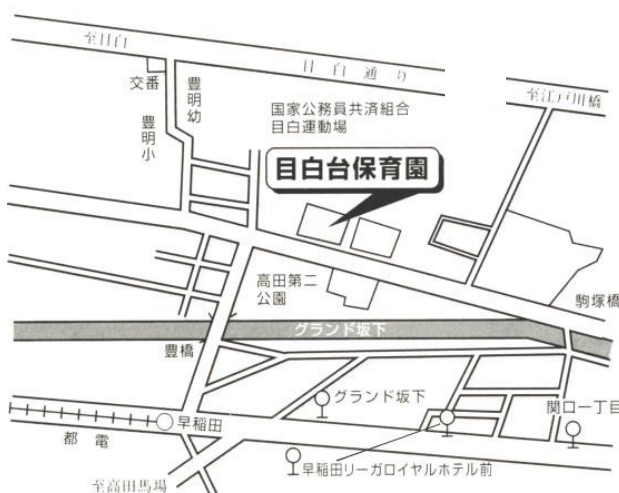 至目白
目白通り
交番
豊明幼
豊明小
国家公務員共済組合
目白運動場
至江戸川橋
目白台保育園
高田第二
公園
駒塚橋
グランド坂下
豊橋
グランド坂下
関口一丁目
早稲田
都電
早稲田リーガロイヤルホテル前
至高田馬場